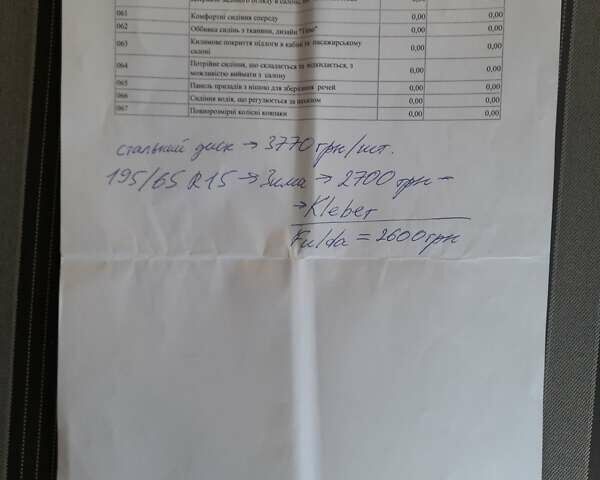 061 Комфортні сидіння спереду 0,00 0,00
062 Оббивка сидінь з тканини, дизайн 0,00 0,00
063 Килимове покриття підлоги в кабіні та пасажирському салоні 0,00 0,00
064 Потрійне сидіння, що складається та відкидається, з можливістю виймати з салону 0,00 0,00
065 Панель приладів з нішею для зберігання речей 0,00 0,00
066 Сидіння водія, що регулюється за нахилом 0,00 0,00
067 Повнорозмірні колісні ковпаки 0,00 0,00
стальний диск → 3770 грн/шт.
195/65 R15 → Зима → 2700 грн –
→ Kleber
Fulda = 2600 грн